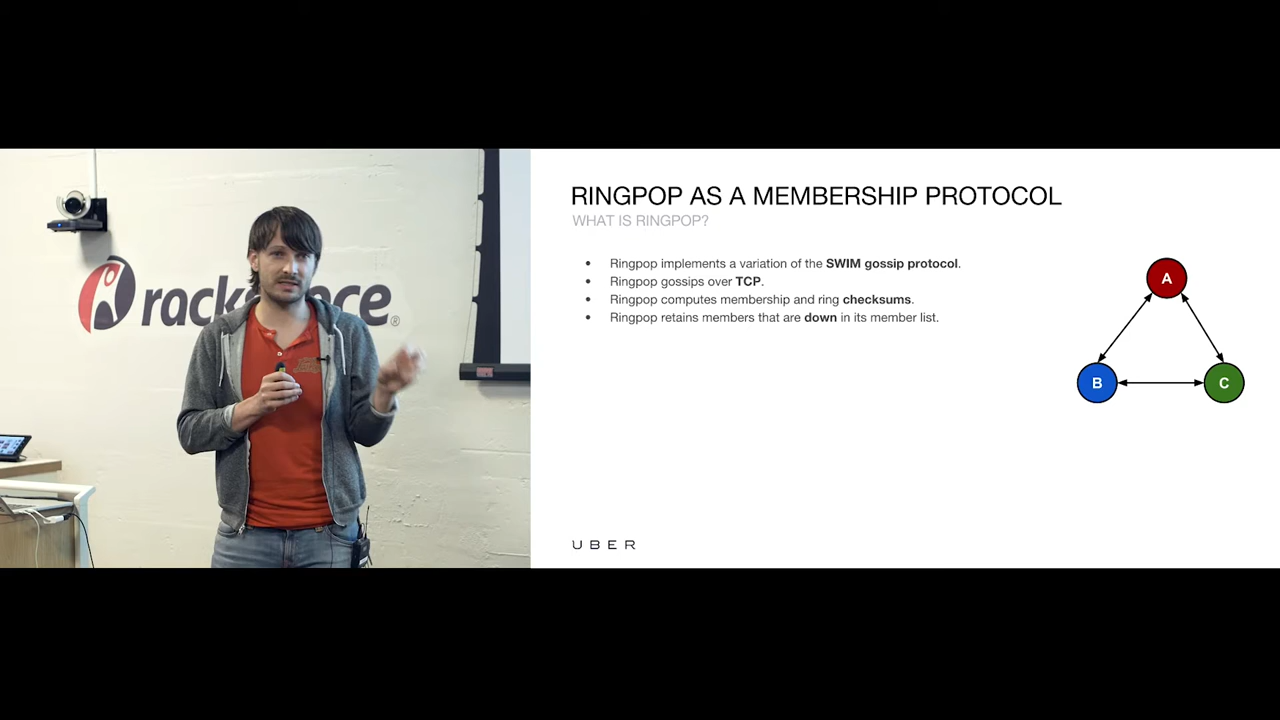 rackspace®
RINGPOP AS A MEMBERSHIP PROTOCOL
WHAT IS RINGPOP?
• Ringpop implements a variation of the SWIM gossip protocol.
• Ringpop gossips over TCP.
• Ringpop computes membership and ring checksums.
• Ringpop retains members that are down in its member list.
A
B
C
UBER